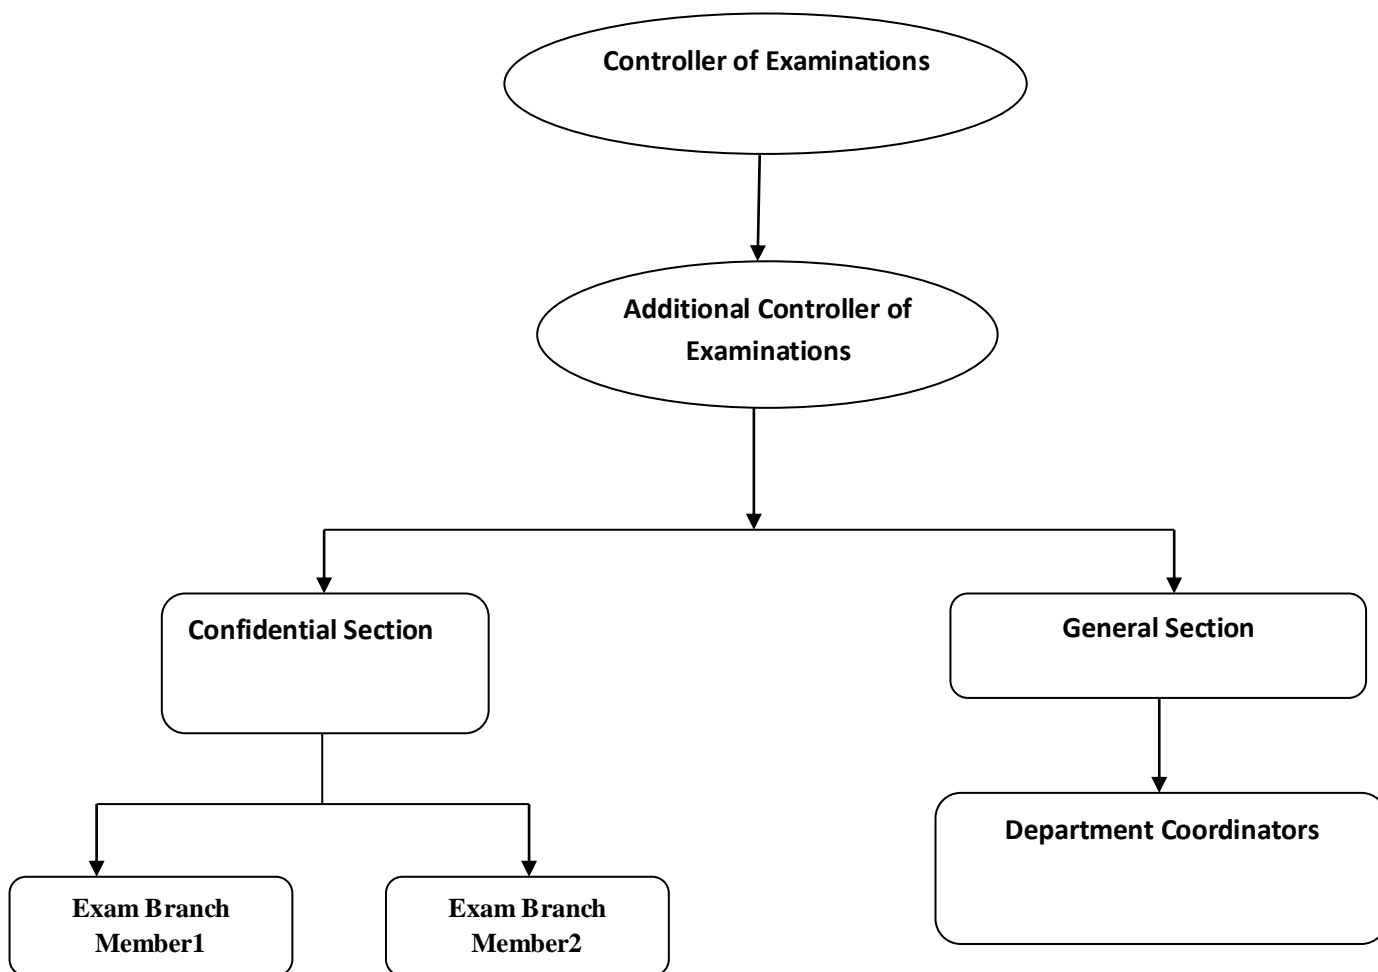 Controller of Examinations
Additional Controller of
Examinations
Confidential Section
General Section
Department Coordinators
Exam Branch
Member1
Exam Branch
Member2